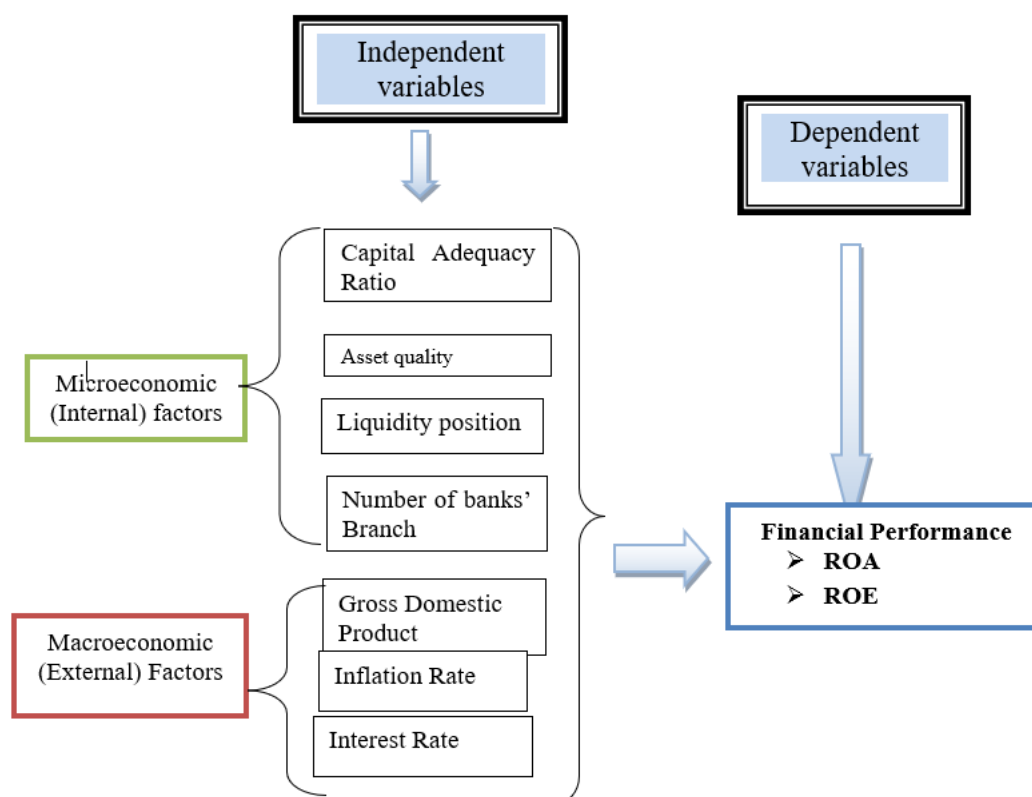 Independent
variables
Dependent
variables
Capital Adequacy
Ratio
Asset quality
Microeconomic
(Internal) factors
Liquidity position
Number of banks’
Branch
Financial Performance
➢ ROA
➢ ROE
Gross Domestic
Product
Macroeconomic
(External) Factors
Inflation Rate
Interest Rate